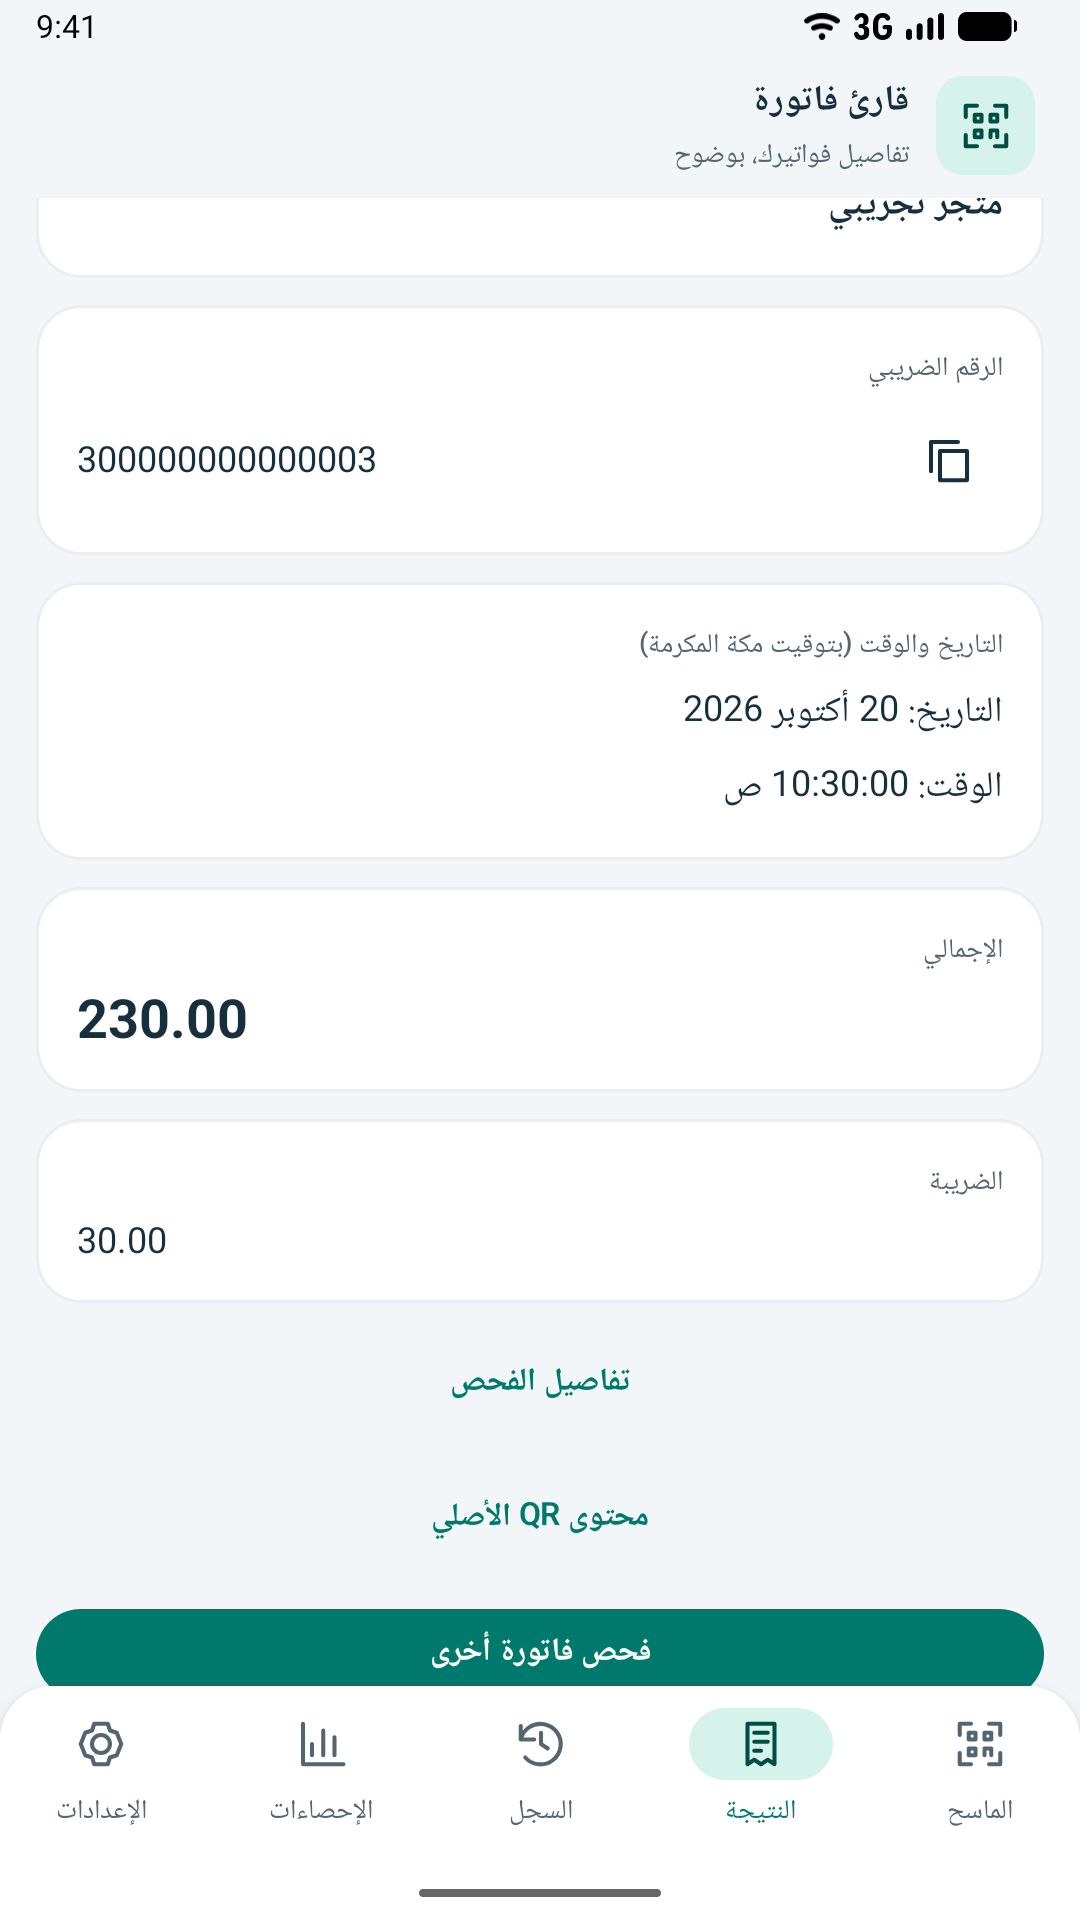 9:41
3G
قارئ فاتورة
تفاصيل فواتيرك، بوضوح
متجر تجريبي
الرقم الضريبي
300000000000003
التاريخ والوقت (بتوقيت مكة المكرمة)
التاريخ: 20 أكتوبر 2026
الوقت: 10:30:00 ص
الإجمالي
230.00
الضريبة
30.00
تفاصيل الفحص
محتوى QR الأصلي
فحص فاتورة أخرى
الماسح
النتيجة
السجل
الإحصاءات
الإعدادات